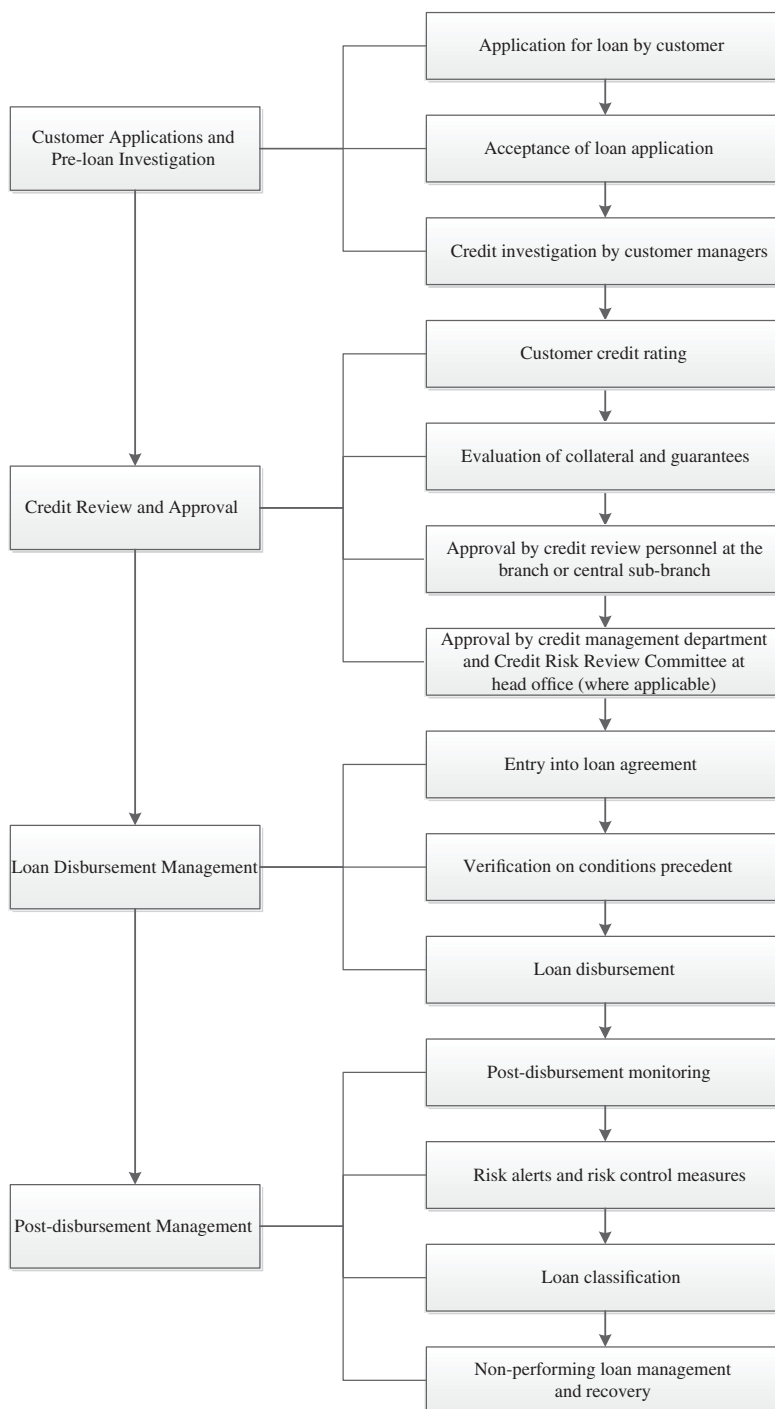 Application for loan by customer
Customer Applications and
Pre-loan Investigation
Acceptance of loan application
Credit investigation by customer managers
Customer credit rating
Evaluation of collateral and guarantees
Credit Review and Approval
Approval by credit review personnel at the
branch or central sub-branch
Approval by credit management department
and Credit Risk Review Committee at
head office (where applicable)
Entry into loan agreement
Loan Disbursement Management
Verification on conditions precedent
Loan disbursement
Post-disbursement monitoring
Risk alerts and risk control measures
Post-disbursement Management
Loan classification
Non-performing loan management
and recovery